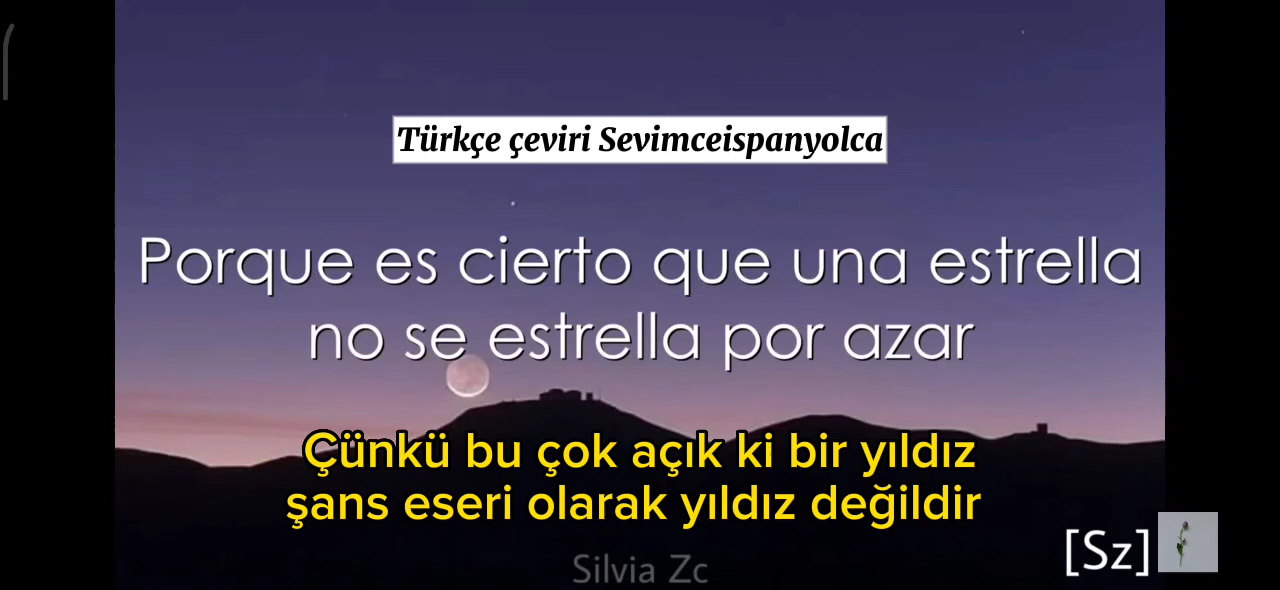 Türkçe çeviri Sevimceispanyolca
Porque es cierto que una estrella
no se estrella por azar
Çünkü bu çok açık ki bir yıldız
şans eseri olarak yıldız değildir
[Sz]
Silvia Zc